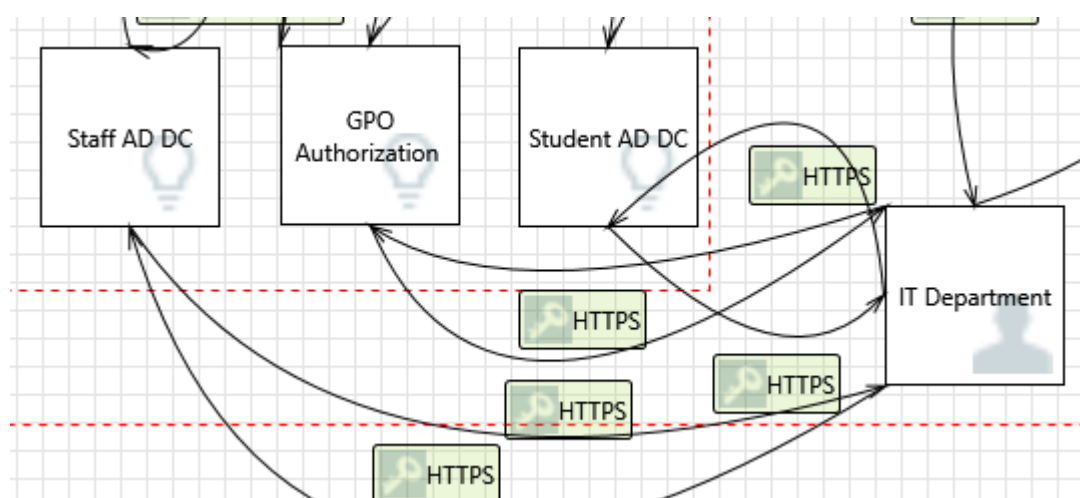 Staff AD DC
GPO
Authorization
Student AD DC
HTTPS
IT Department
HTTPS
HTTPS
HTTPS
HTTPS